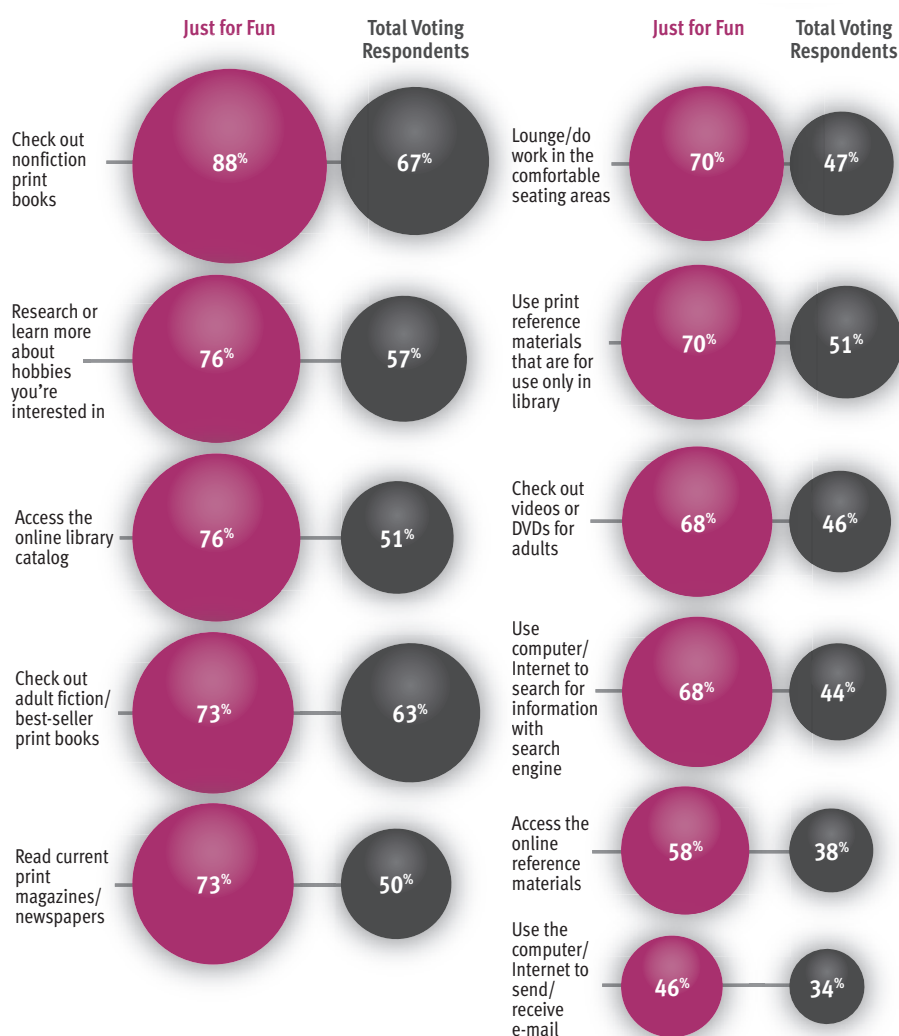 Just for Fun
Total Voting
Respondents
Check out
nonfiction
print
books
88%
67%
Research or
learn more
about
hobbies
you're
interested in
76%
57%
Access the
online library
catalog
76%
51%
Check out
adult fiction/
best-seller
print books
73%
63%
Read current
print
magazines/
newspapers
73%
50%
Just for Fun
Total Voting
Respondents
Lounge/do
work in the
comfortable
seating areas
70%
47%
Use print
reference
materials
that are for
use only in
library
70%
51%
Check out
videos or
DVDs for
adults
68%
46%
Use
computer/
Internet to
search for
information
with
search
engine
68%
44%
Access the
online
reference
materials
58%
38%
Use the
computer/
Internet to
send/
receive
e-mail
46%
34%